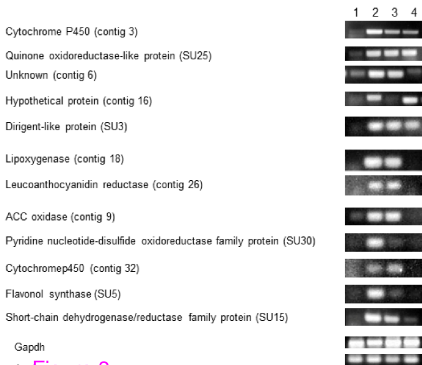 1 2 3 4
Cytochrome P450 (contig 3)
Quinone oxidoreductase-like protein (SU25)
Unknown (contig 6)
Hypothetical protein (contig 16)
Dirigent-like protein (SU3)
Lipoxygenase (contig 18)
Leucoanthocyanidin reductase (contig 26)
ACC oxidase (contig 9)
Pyridine nucleotide-disulfide oxidoreductase family protein (SU30)
Cytochromep450 (contig 32)
Flavonol synthase (SU5)
Short-chain dehydrogenase/reductase family protein (SU15)
Gapdh